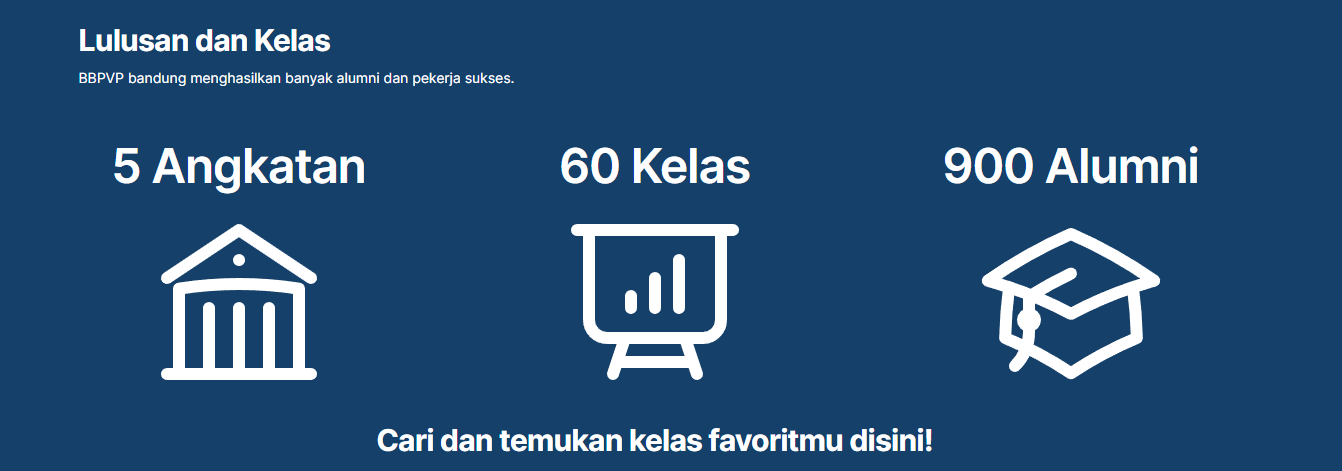 Lulusan dan Kelas
BBPVP bandung menghasilkan banyak alumni dan pekerja sukses.
5 Angkatan
60 Kelas
900 Alumni
Cari dan temukan kelas favoritmu disini!